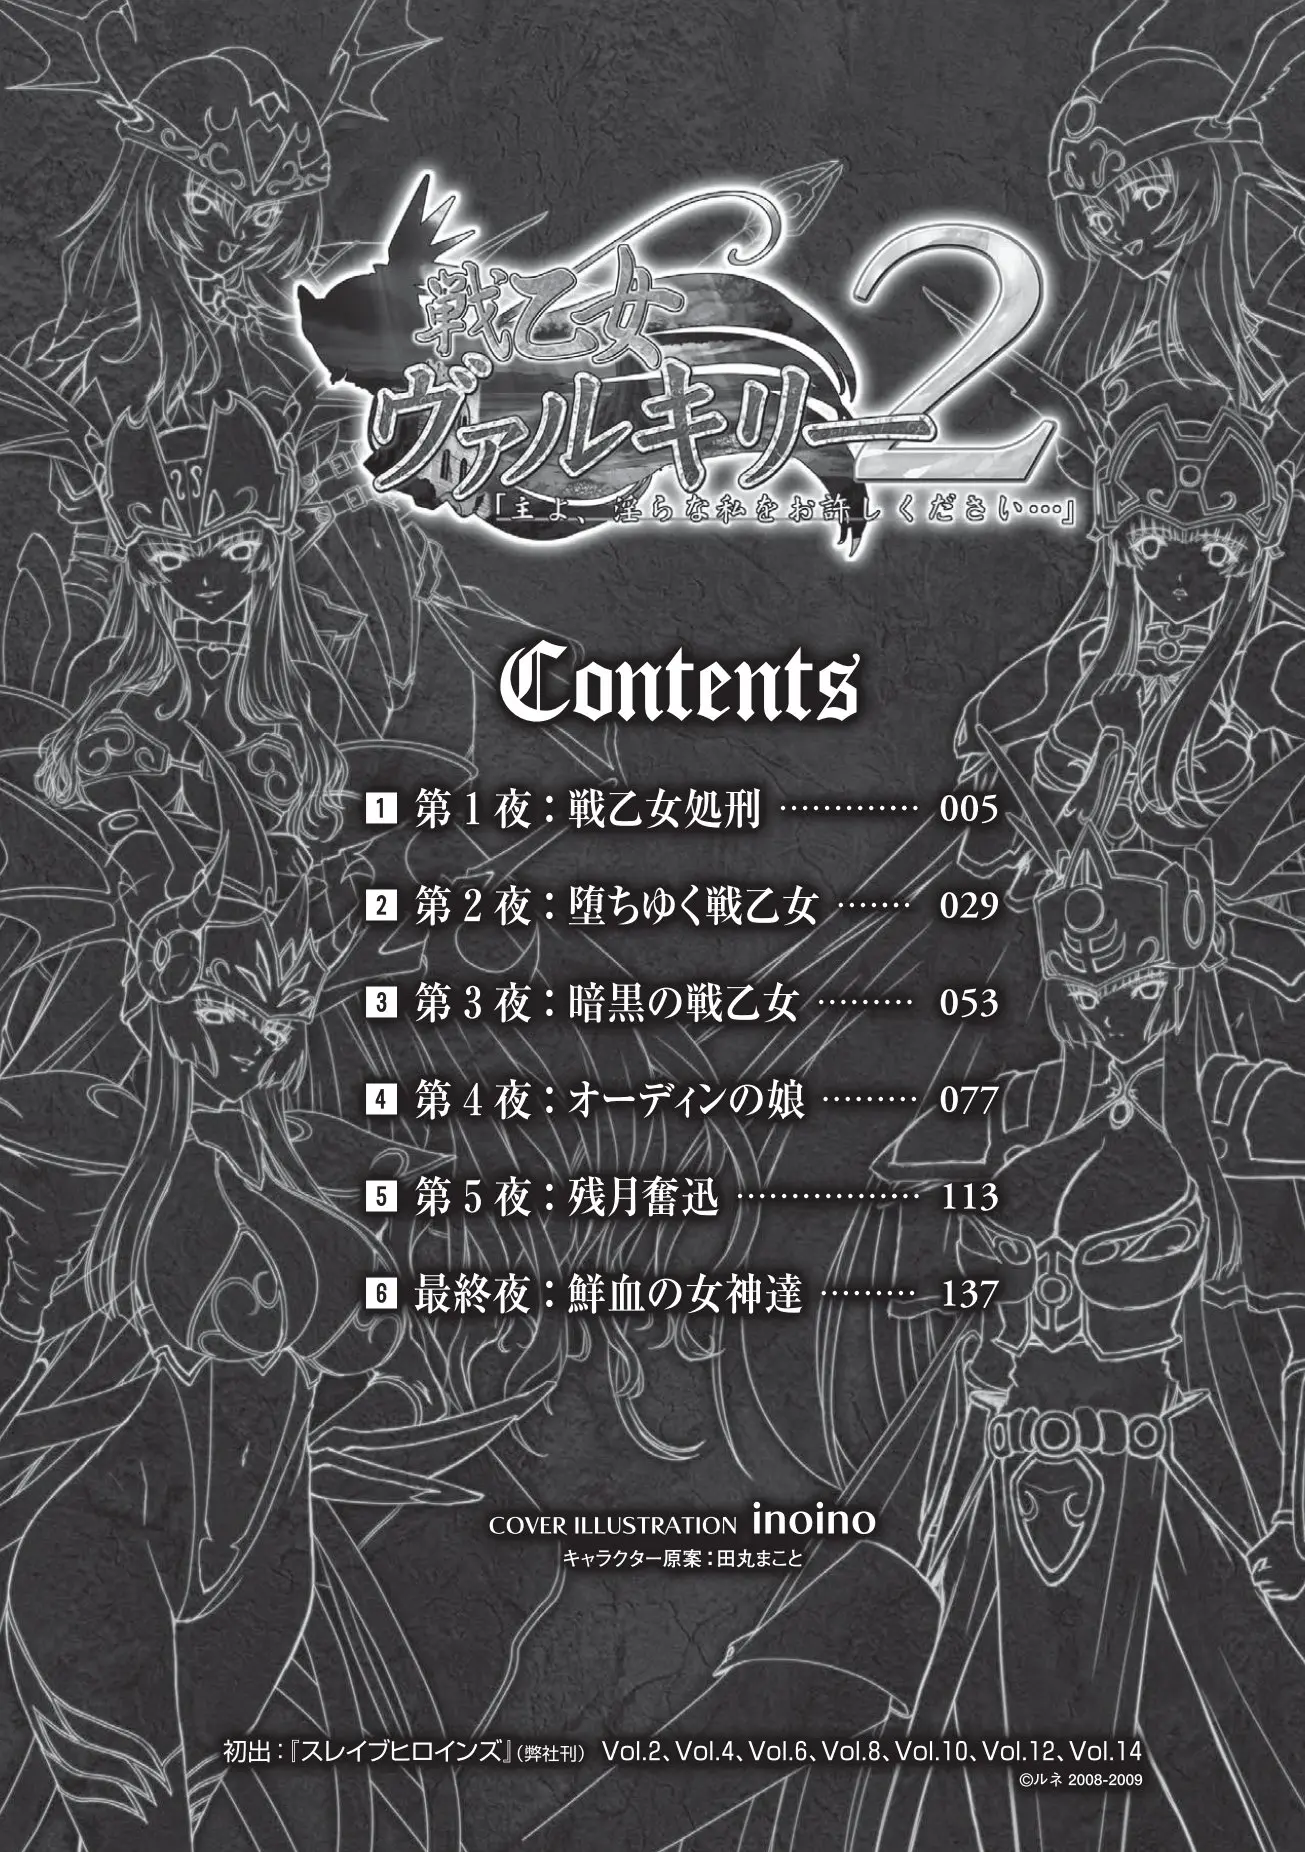 戦乙女
ヴァルキリー2
「主よ、淫らな私をお許しください…」
Contents
1 第1夜：戦乙女処刑 ………… 005
2 第2夜：堕ちゆく戦乙女 …… 029
3 第3夜：暗黒の戦乙女 ……… 053
4 第4夜：オーディンの娘 ……… 077
5 第5夜：残月奮迅 …………… 113
6 最終夜：鮮血の女神達 ……… 137
COVER ILLUSTRATION inoino
キャラクター原案：田丸まこと
初出：『スレイブヒロインズ』（弊社刊） Vol.2、Vol.4、Vol.6、Vol.8、Vol.10、Vol.12、Vol.14
©ルネ 2008-2009